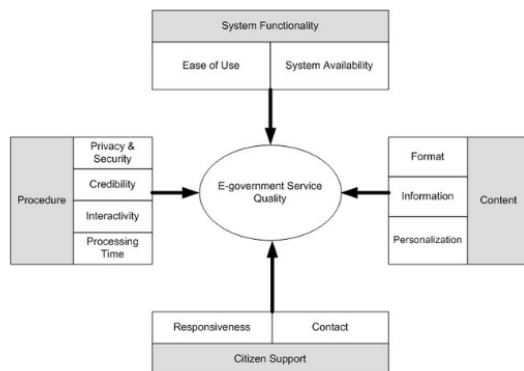 System Functionality
Ease of Use
System Availability
Procedure
Privacy &
Security
Credibility
Interactivity
Processing
Time
E-government Service
Quality
Format
Information
Personalization
Content
Responsiveness
Contact
Citizen Support